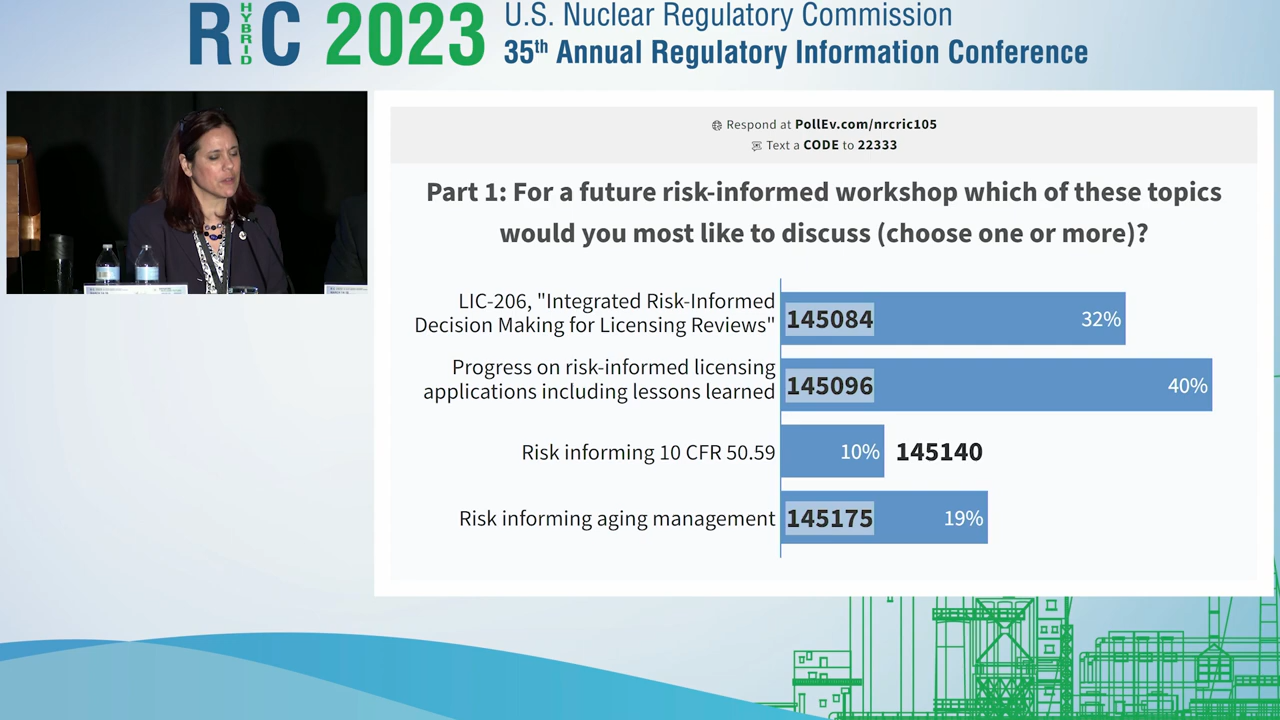 RIC 2023
HYBRID
U.S. Nuclear Regulatory Commission
35th Annual Regulatory Information Conference
Respond at PollEv.com/nrcric105
Text a CODE to 22333
Part 1: For a future risk-informed workshop which of these topics
would you most like to discuss (choose one or more)?
LIC-206, "Integrated Risk-Informed
Decision Making for Licensing Reviews"
145084
32%
Progress on risk-informed licensing
applications including lessons learned
145096
40%
Risk informing 10 CFR 50.59
10%
145140
Risk informing aging management
145175
19%